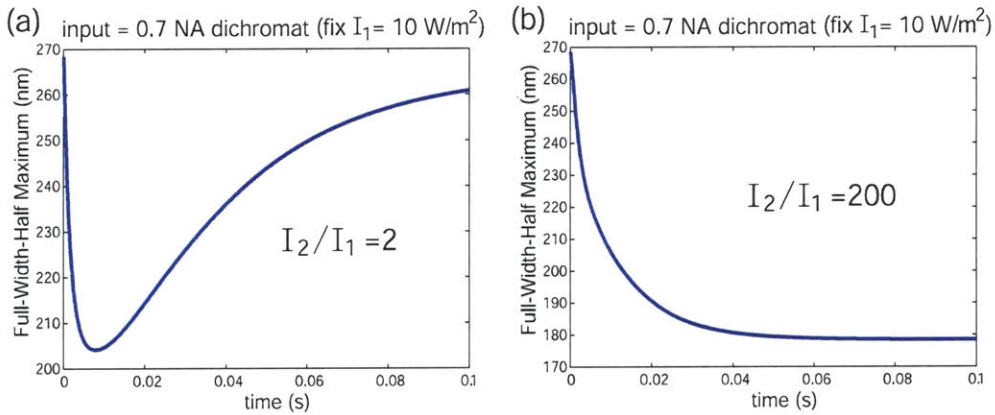 (a) input = 0.7 NA dichromat (fix I₁= 10 W/m²)
Full-Width-Half Maximum (nm)
270
260
250
240
230
220
210
200
I₂/I₁ =2
0 0.02 0.04 0.06 0.08 0.1
time (s)
(b) input = 0.7 NA dichromat (fix I₁= 10 W/m²)
Full-Width-Half Maximum (nm)
270
260
250
240
230
220
210
200
190
180
170
I₂/I₁ =200
0 0.02 0.04 0.06 0.08 0.1
time (s)